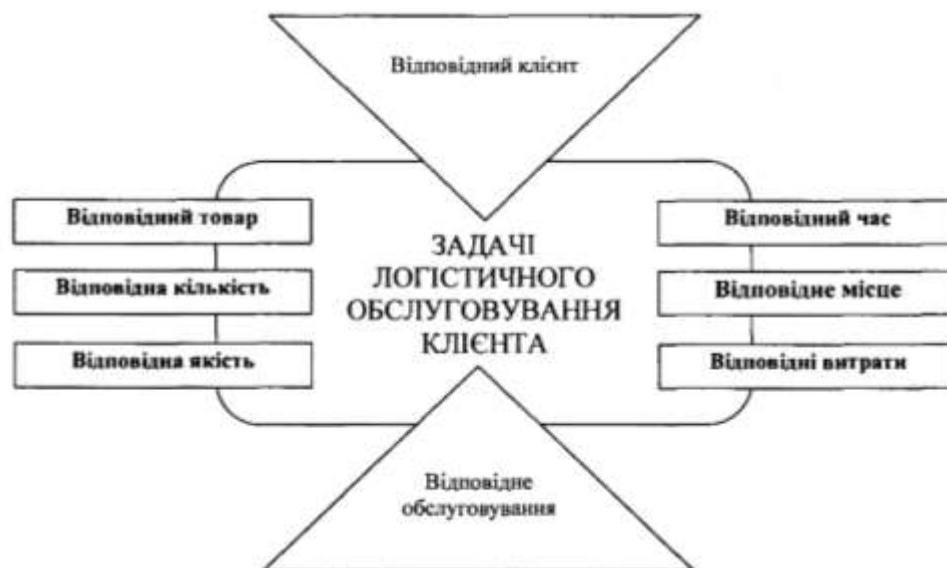 Відповідний клієнт
Відповідний товар
Відповідна кількість
Відповідна якість
ЗАДАЧІ
ЛОГІСТИЧНОГО
ОБСЛУГОВУВАННЯ
КЛІЄНТА
Відповідний час
Відповідне місце
Відповідні витрати
Відповідне
обслуговування